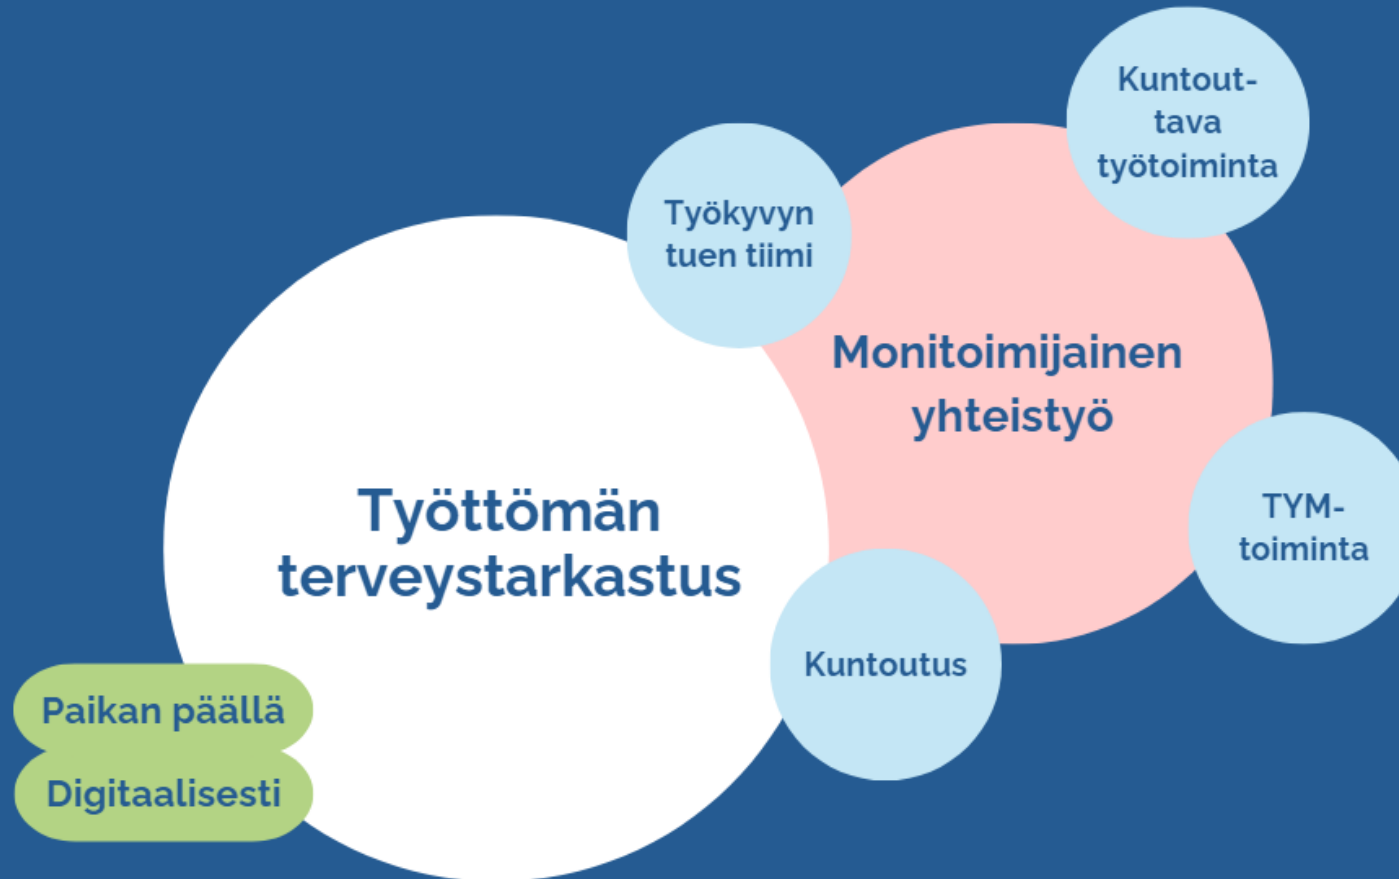 Kuntout-
tava
työtoiminta
Työkyvyn
tuen tiimi
Monitoimijainen
yhteistyö
Työttömän
terveystarkastus
TYM-
toiminta
Kuntoutus
Paikan päällä
Digitaalisesti